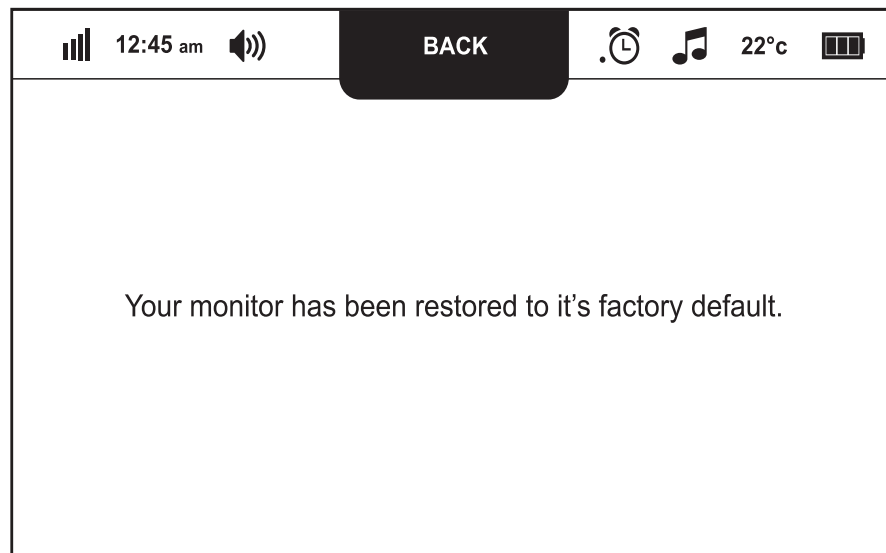 12:45 am BACK 22°c
Your monitor has been restored to it’s factory default.